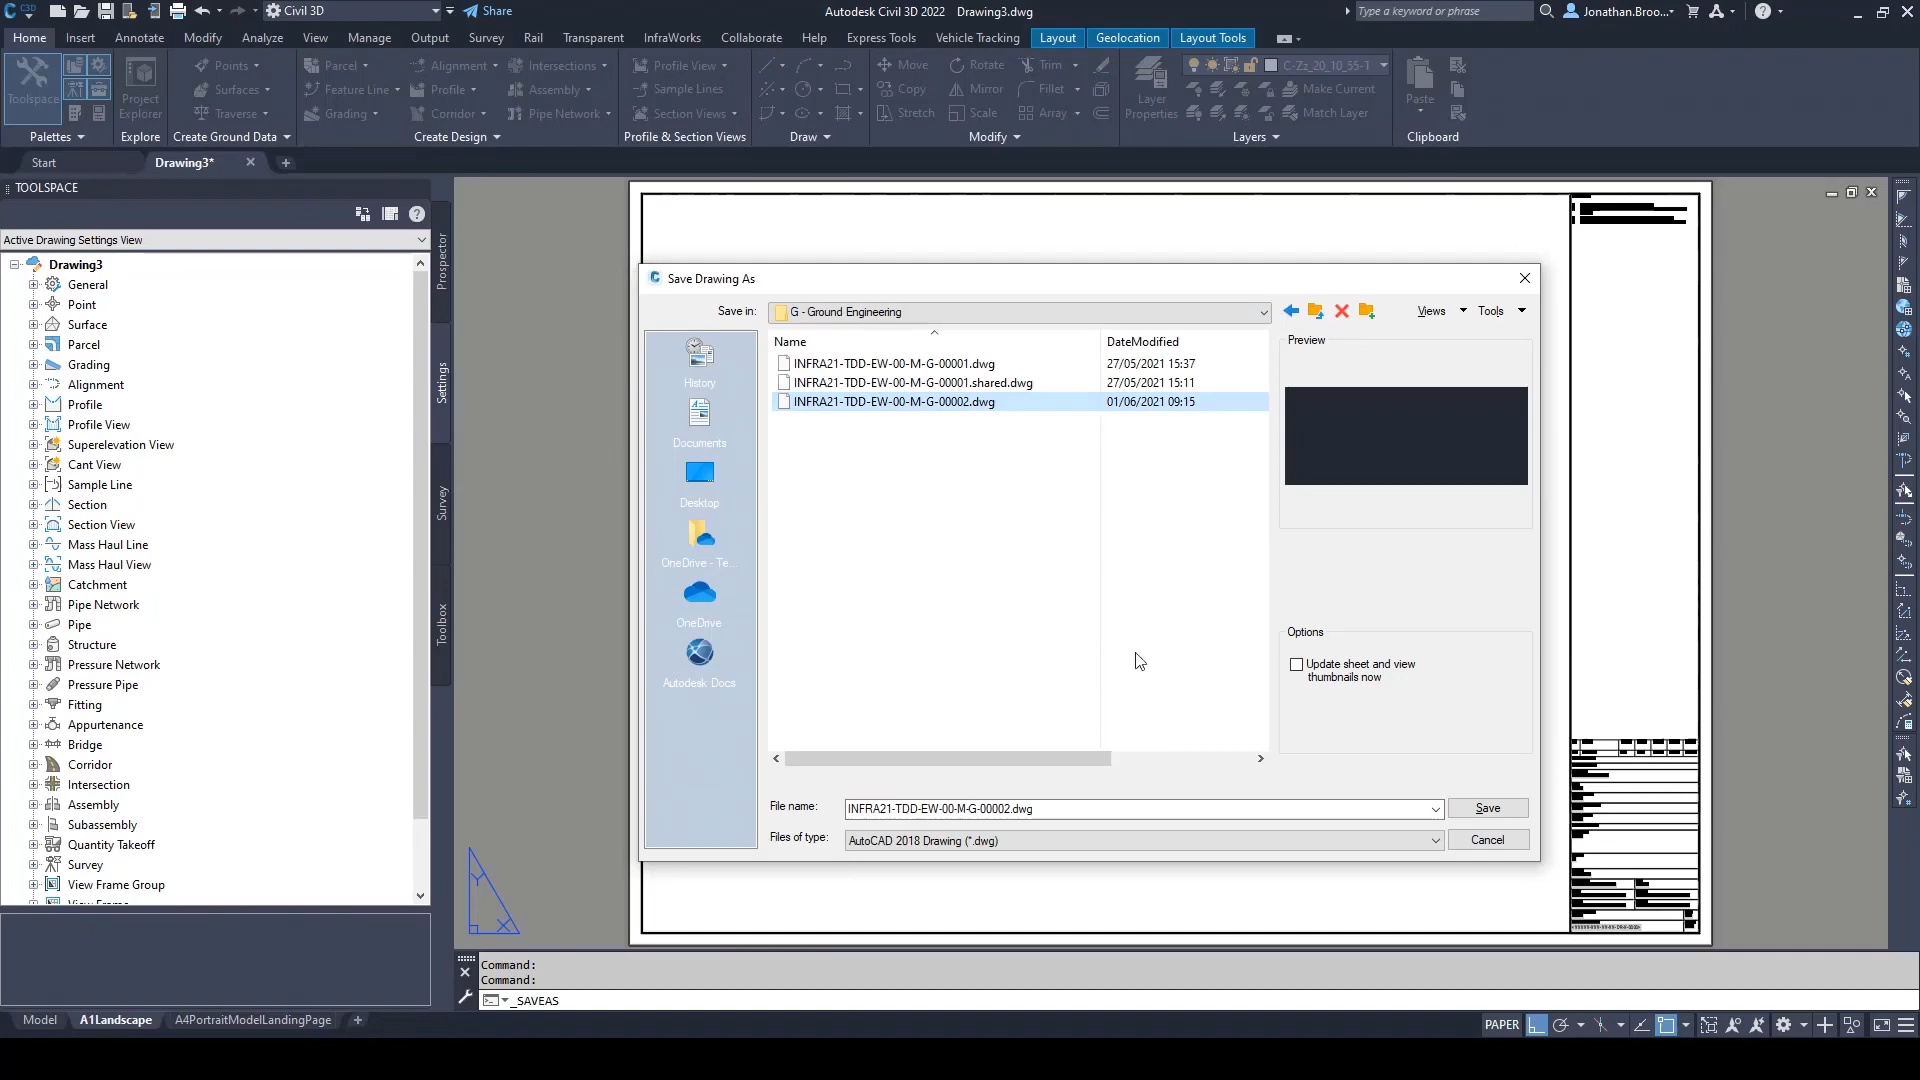 C3D
Civil 3D
Share
Autodesk Civil 3D 2022 Drawing3.dwg
Type a keyword or phrase
Jonathan.Broo...
Home Insert Annotate Modify Analyze View Manage Output Survey Rail Transparent InfraWorks Collaborate Help Express Tools Vehicle Tracking Layout Geolocation Layout Tools
Points Parcel Alignment Intersections Profile View Move Rotate Trim C-Zz_20_10_55-T
Surfaces Feature Line Profile Assembly Sample Lines Copy Mirror Fillet Make Current
Traverse Grading Corridor Pipe Network Section Views Stretch Scale Array Match Layer
Toolspace Project Explorer Layer Properties Paste
Palettes Explore Create Ground Data Create Design Profile & Section Views Draw Modify Layers Clipboard
Start Drawing3*
TOOLSPACE
Active Drawing Settings View
Drawing3
General
Point
Surface
Parcel
Grading
Alignment
Profile
Profile View
Superelevation View
Cant View
Sample Line
Section
Section View
Mass Haul Line
Mass Haul View
Catchment
Pipe Network
Pipe
Structure
Pressure Network
Pressure Pipe
Fitting
Appurtenance
Bridge
Corridor
Intersection
Assembly
Subassembly
Quantity Takeoff
Survey
View Frame Group
View Frame
Prospector
Settings
Survey
Toolbox
Save Drawing As
Save in: G - Ground Engineering
Views Tools
History
Documents
Desktop
OneDrive - Te...
OneDrive
Autodesk Docs
Name DateModified
INFRA21-TDD-EW-00-M-G-00001.dwg 27/05/2021 15:37
INFRA21-TDD-EW-00-M-G-00001.shared.dwg 27/05/2021 15:11
INFRA21-TDD-EW-00-M-G-00002.dwg 01/06/2021 09:15
Preview
Options
Update sheet and view
thumbnails now
File name: INFRA21-TDD-EW-00-M-G-00002.dwg Save
Files of type: AutoCAD 2018 Drawing (*.dwg) Cancel
Y
X
Command:
Command:
_SAVEAS
Model A1Landscape A4PortraitModelLandingPage +
PAPER